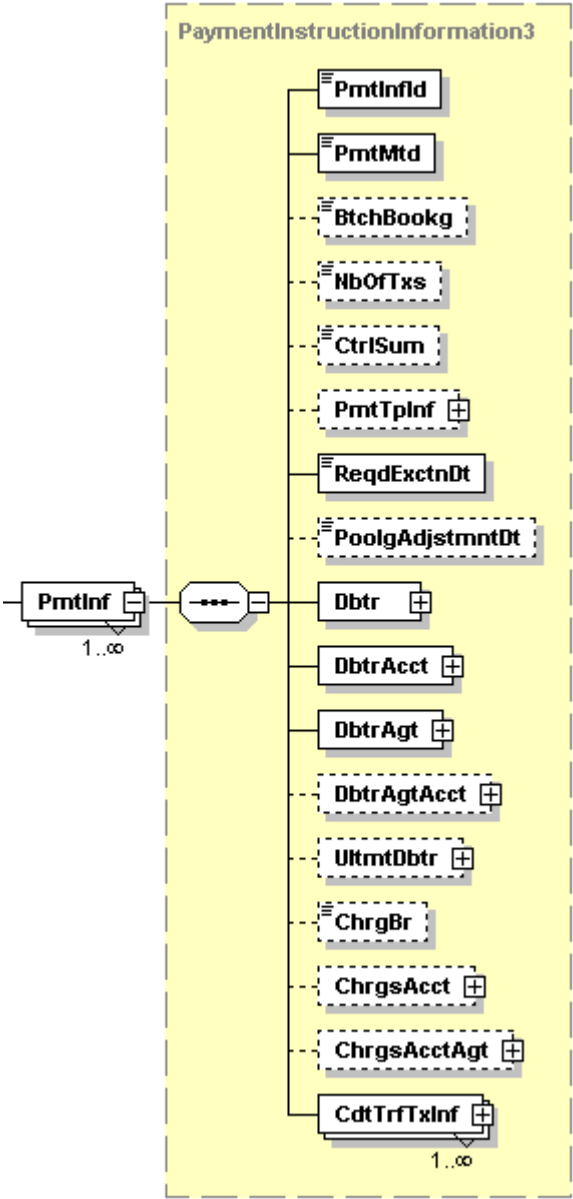 PaymentInstructionInformation3
PmtInfId
PmtMtd
BtchBookg
NbOfTxs
CtrlSum
PmtTpInf
ReqdExctnDt
PoolgAdjstmntDt
PmtInf
1..∞
Dbtr
DbtrAcct
DbtrAgt
DbtrAgtAcct
UltmtDbtr
ChrgBr
ChrgsAcct
ChrgsAcctAgt
CdtTrfTxInf
1..∞